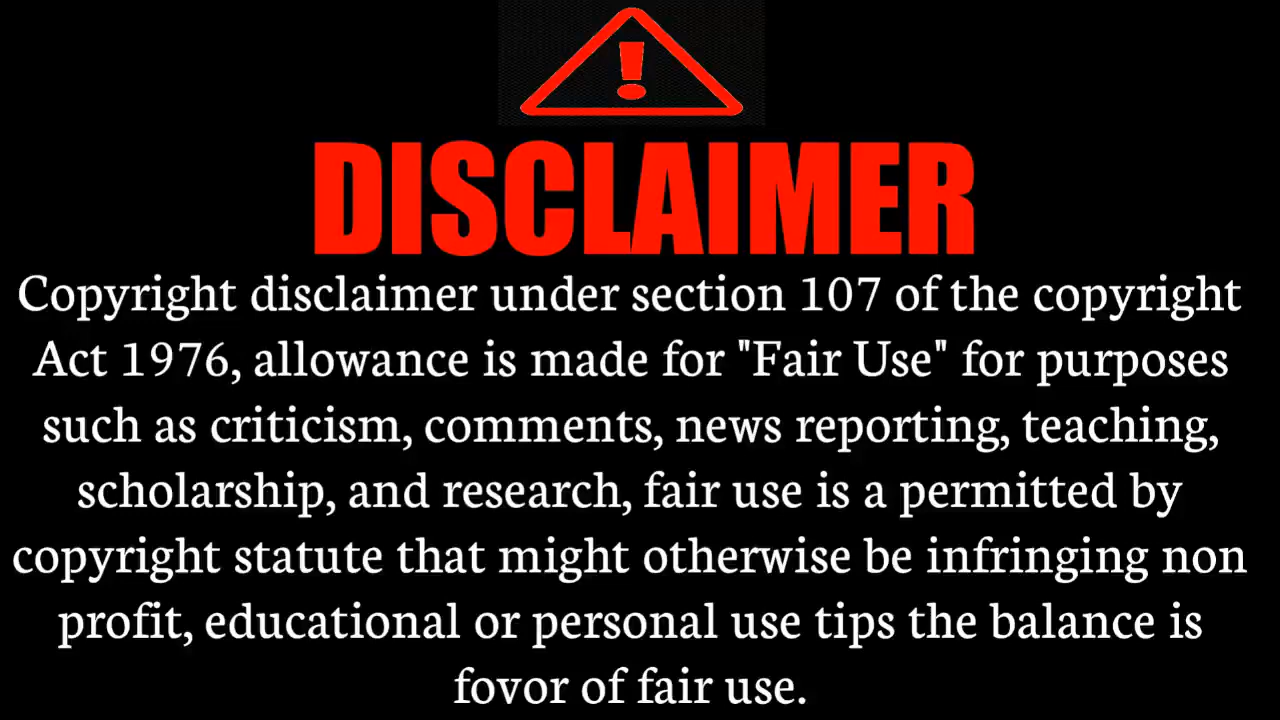 DISCLAIMER
Copyright disclaimer under section 107 of the copyright
Act 1976, allowance is made for "Fair Use" for purposes
such as criticism, comments, news reporting, teaching,
scholarship, and research, fair use is a permitted by
copyright statute that might otherwise be infringing non
profit, educational or personal use tips the balance is
fovor of fair use.